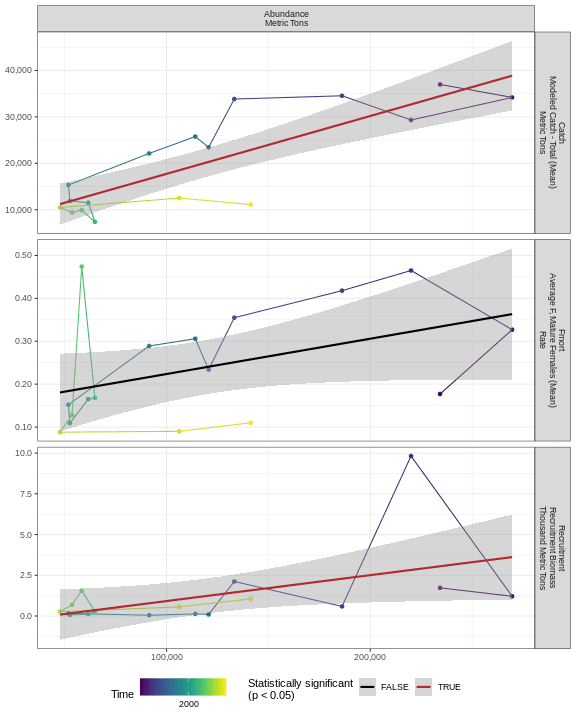 Abundance
Metric Tons
40,000
30,000
20,000
10,000
Catch
Modeled Catch - Total (Mean)
Metric Tons
0.50
0.40
0.30
0.20
0.10
Fmort
Average F, Mature Females (Mean)
Rate
10.0
7.5
5.0
2.5
0.0
Recruitment
Recruitment Biomass
Thousand Metric Tons
100,000
200,000
Time
2000
Statistically significant
(p < 0.05)
FALSE
TRUE